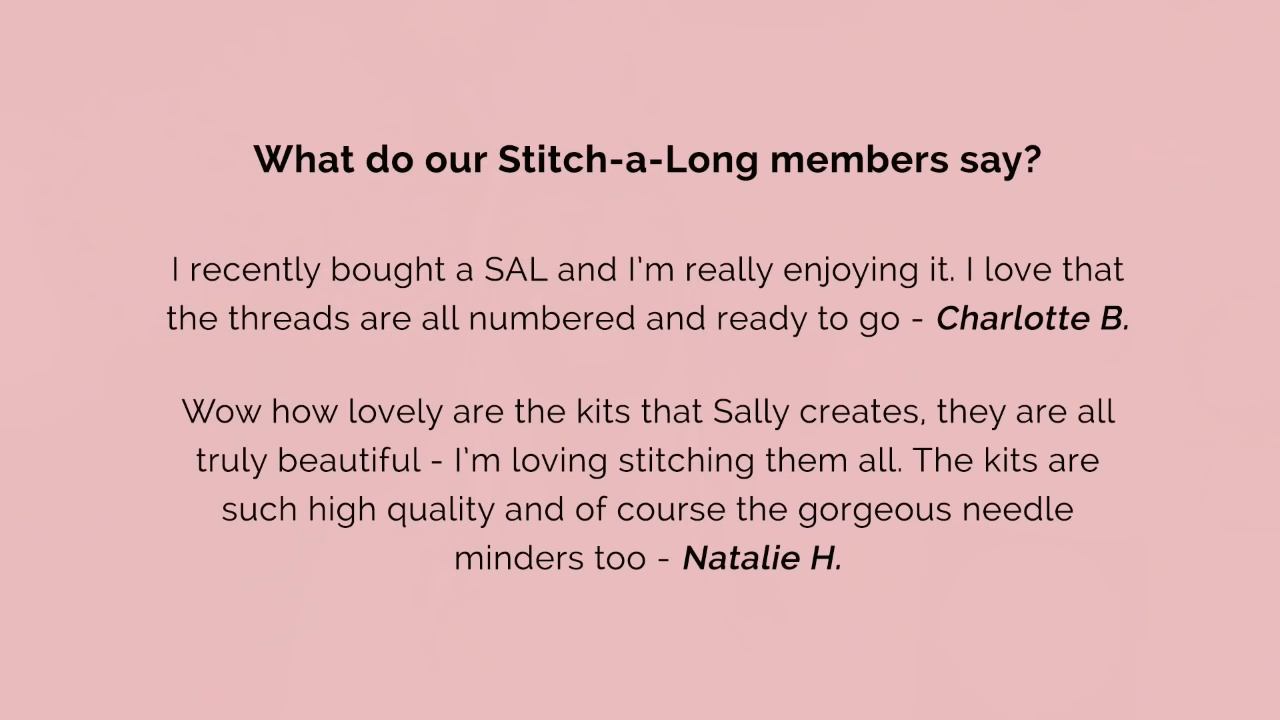 What do our Stitch-a-Long members say?
I recently bought a SAL and I'm really enjoying it. I love that
the threads are all numbered and ready to go - Charlotte B.
Wow how lovely are the kits that Sally creates, they are all
truly beautiful - I'm loving stitching them all. The kits are
such high quality and of course the gorgeous needle
minders too - Natalie H.